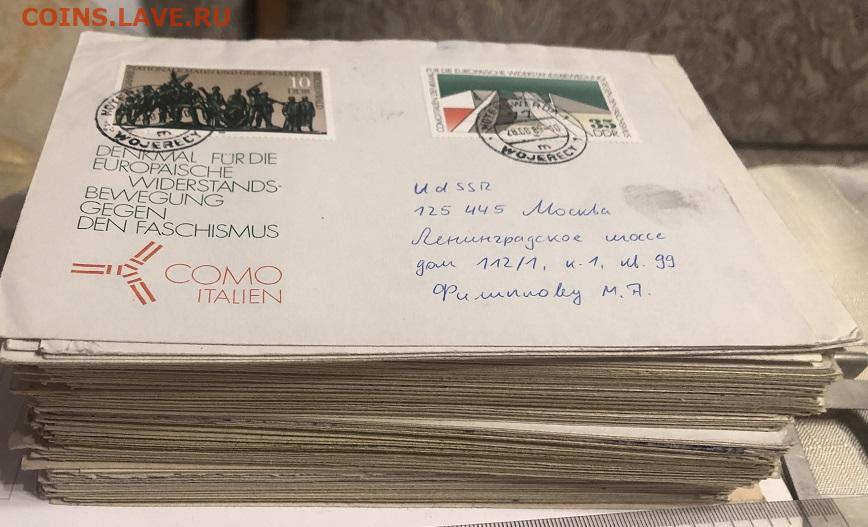 COINS.LAVE.RU
10
DDR
WOJERECY
35
DDR
WOJERECY
DENKMAL FÜR DIE
EUROPÄISCHE
WIDERSTANDS-
BEWEGUNG
GEGEN
DEN FASCHISMUS
COMO
ITALIEN
UdSSR
125 445 Москва
Ленинградское шоссе
дом 112/1, к.1, кв. 99
Филиппову М.А.